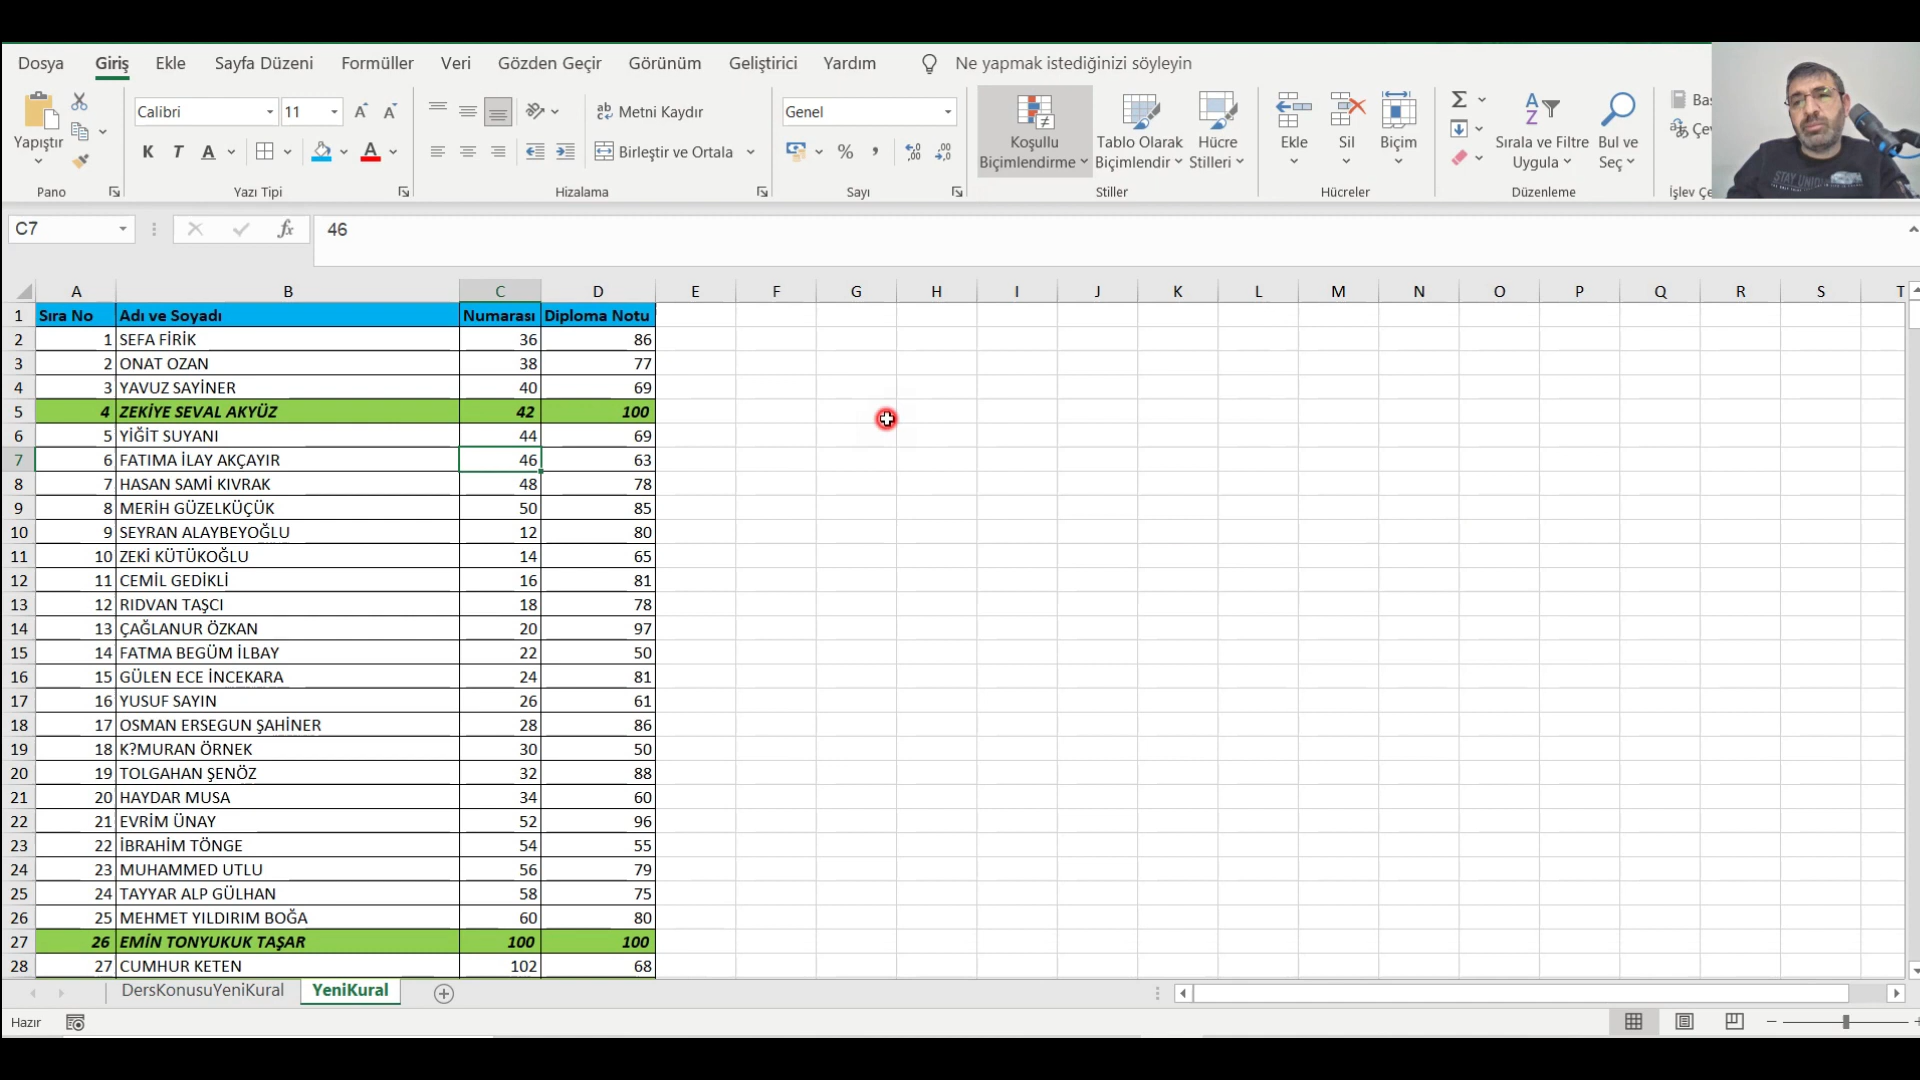 Dosya Giriş Ekle Sayfa Düzeni Formüller Veri Gözden Geçir Görünüm Geliştirici Yardım Ne yapmak istediğinizi söyleyin
Yapıştır
Calibri 11
K T A
ab Metni Kaydır
Birleştir ve Ortala
Genel
%
Koşullu Biçimlendirme
Tablo Olarak Biçimlendir
Hücre Stilleri
Ekle Sil Biçim
Sırala ve Filtre Uygula
Bul ve Seç
Pano Yazı Tipi Hizalama Sayı Stiller Hücreler Düzenleme
STAY UNIQUE
C7 fx 46
A B C D E F G H I J K L M N O P Q R S T
1 Sıra No Adı ve Soyadı Numarası Diploma Notu
2 1 SEFA FİRİK 36 86
3 2 ONAT OZAN 38 77
4 3 YAVUZ SAYİNER 40 69
5 4 ZEKİYE SEVAL AKYÜZ 42 100
6 5 YİĞİT SUYANI 44 69
7 6 FATIMA İLAY AKÇAYIR 46 63
8 7 HASAN SAMİ KIVRAK 48 78
9 8 MERİH GÜZELKÜÇÜK 50 85
10 9 SEYRAN ALAYBEYOĞLU 12 80
11 10 ZEKİ KÜTÜKOĞLU 14 65
12 11 CEMİL GEDİKLİ 16 81
13 12 RIDVAN TAŞCI 18 78
14 13 ÇAĞLANUR ÖZKAN 20 97
15 14 FATMA BEGÜM İLBAY 22 50
16 15 GÜLEN ECE İNCEKARA 24 81
17 16 YUSUF SAYIN 26 61
18 17 OSMAN ERSEGUN ŞAHİNER 28 86
19 18 K?MURAN ÖRNEK 30 50
20 19 TOLGAHAN ŞENÖZ 32 88
21 20 HAYDAR MUSA 34 60
22 21 EVRİM ÜNAY 52 96
23 22 İBRAHİM TÖNGE 54 55
24 23 MUHAMMED UTLU 56 79
25 24 TAYYAR ALP GÜLHAN 58 75
26 25 MEHMET YILDIRIM BOĞA 60 80
27 26 EMİN TONYUKUK TAŞAR 100 100
28 27 CUMHUR KETEN 102 68
DersKonusuYeniKural YeniKural
Hazır